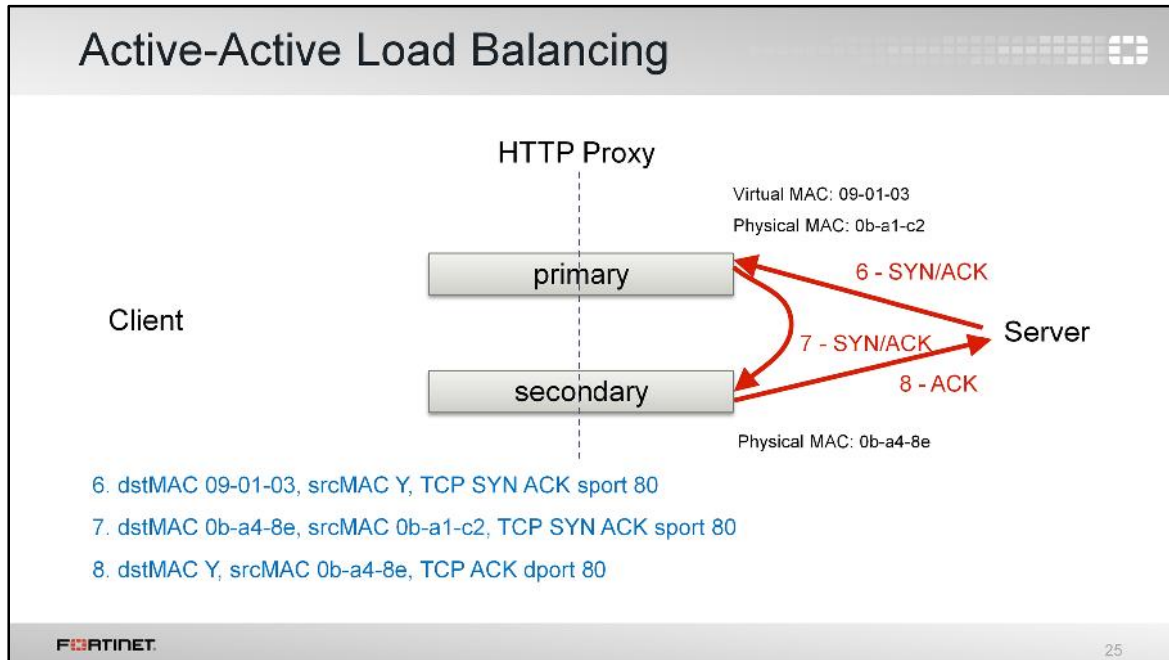 Active-Active Load Balancing
HTTP Proxy
Virtual MAC: 09-01-03
Physical MAC: 0b-a1-c2
primary
6 - SYN/ACK
Client
Server
7 - SYN/ACK
8 - ACK
secondary
Physical MAC: 0b-a4-8e
6. dstMAC 09-01-03, srcMAC Y, TCP SYN ACK sport 80
7. dstMAC 0b-a4-8e, srcMAC 0b-a1-c2, TCP SYN ACK sport 80
8. dstMAC Y, srcMAC 0b-a4-8e, TCP ACK dport 80
FORTINET.
25